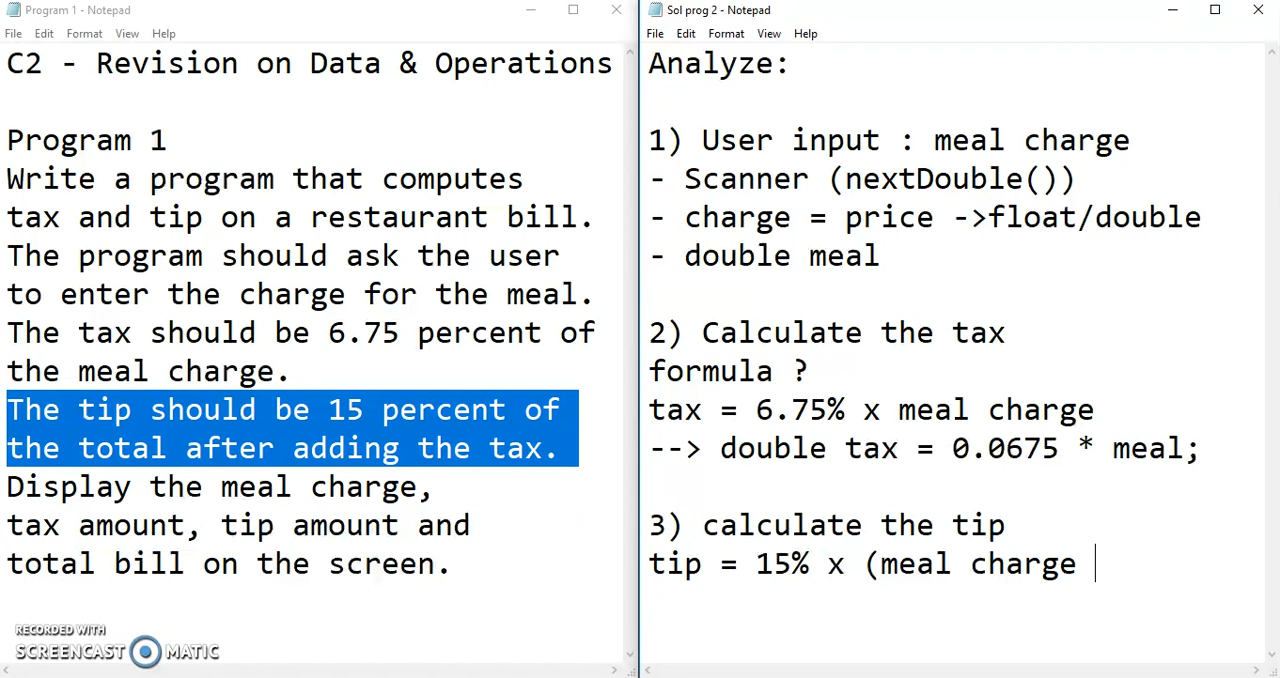 Program 1 - Notepad
File Edit Format View Help
C2 - Revision on Data & Operations
Program 1
Write a program that computes
tax and tip on a restaurant bill.
The program should ask the user
to enter the charge for the meal.
The tax should be 6.75 percent of
the meal charge.
The tip should be 15 percent of
the total after adding the tax.
Display the meal charge,
tax amount, tip amount and
total bill on the screen.
RECORDED WITH
SCREENCAST MATIC
Sol prog 2 - Notepad
File Edit Format View Help
Analyze:
1) User input : meal charge
- Scanner (nextDouble())
- charge = price ->float/double
- double meal
2) Calculate the tax
formula ?
tax = 6.75% x meal charge
--> double tax = 0.0675 * meal;
3) calculate the tip
tip = 15% x (meal charge